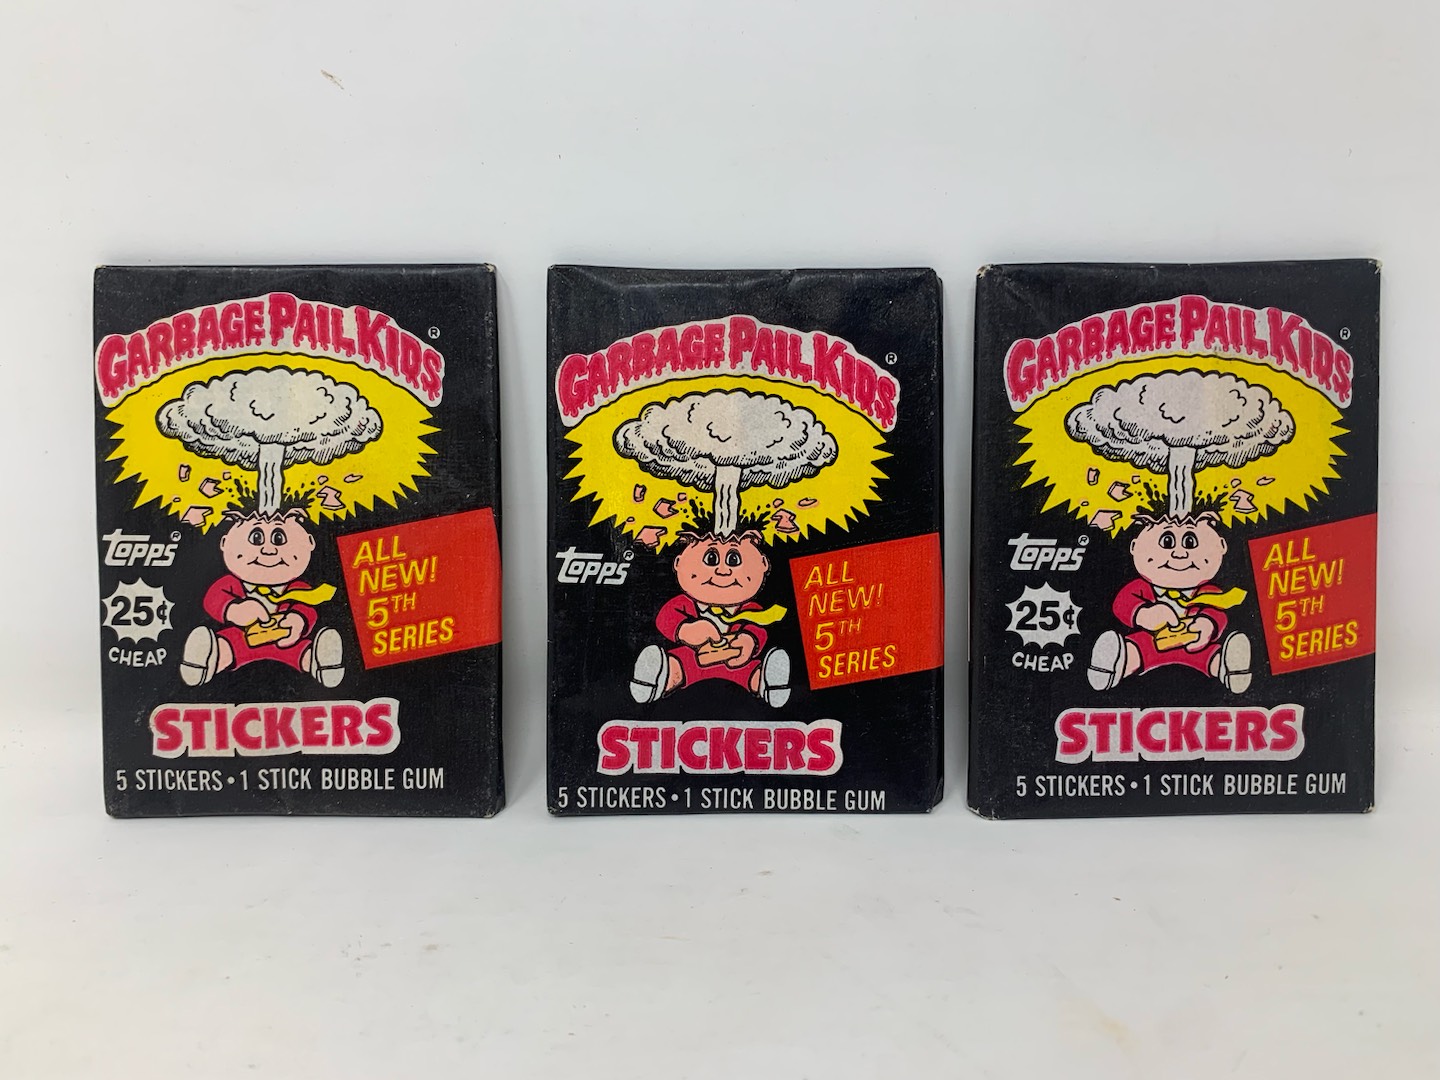 GARBAGE PAIL KIDS ®
TOPPS ®
25¢
CHEAP
ALL
NEW!
5TH
SERIES
STICKERS
5 STICKERS • 1 STICK BUBBLE GUM
GARBAGE PAIL KIDS ®
TOPPS ®
ALL
NEW!
5TH
SERIES
STICKERS
5 STICKERS • 1 STICK BUBBLE GUM
GARBAGE PAIL KIDS ®
TOPPS ®
25¢
CHEAP
ALL
NEW!
5TH
SERIES
STICKERS
5 STICKERS • 1 STICK BUBBLE GUM